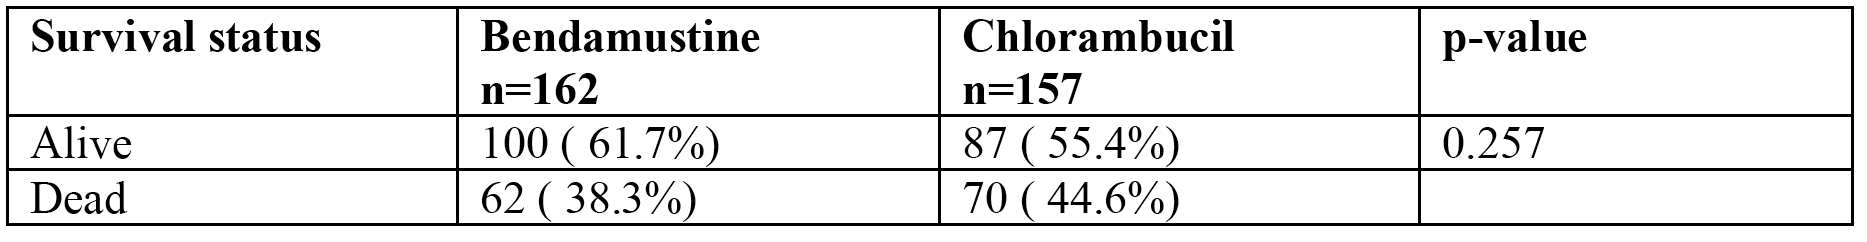 Survival status Bendamustine Chlorambucil p-value
n=162 n=157
Alive 100 ( 61.7%) 87 ( 55.4%) 0.257
Dead 62 ( 38.3%) 70 ( 44.6%)